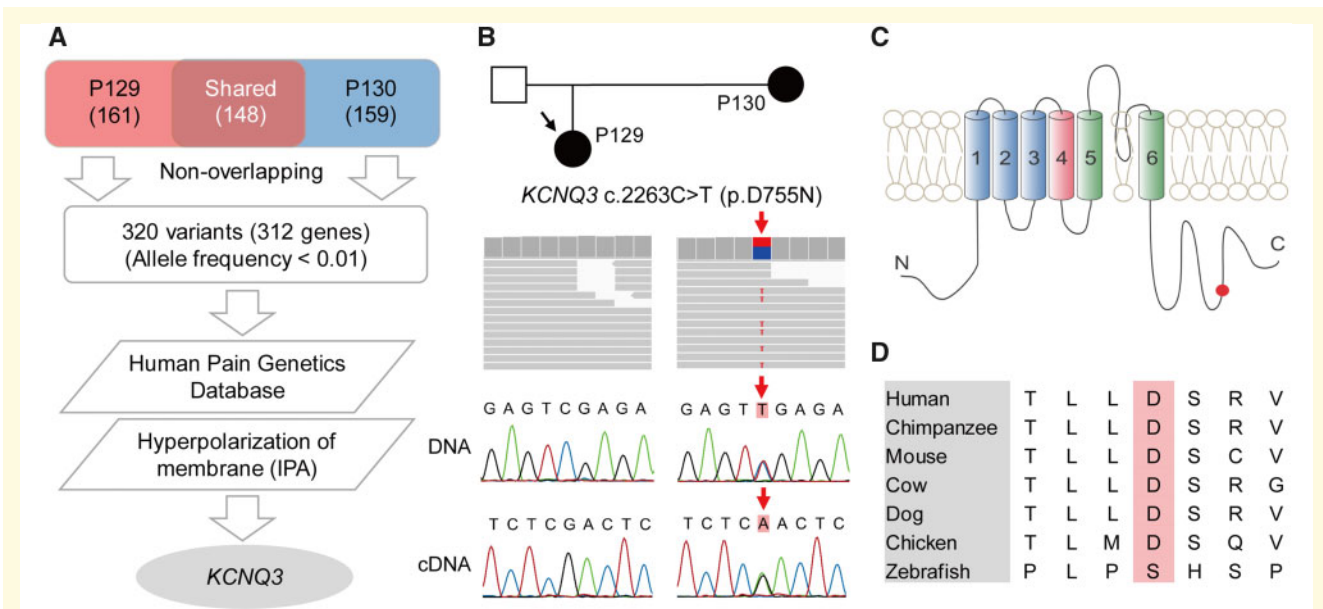 A
P129
(161)
Shared
(148)
P130
(159)
Non-overlapping
320 variants (312 genes)
(Allele frequency < 0.01)
Human Pain Genetics
Database
Hyperpolarization of
membrane (IPA)
KCNQ3
B
P130
P129
KCNQ3 c.2263C>T (p.D755N)
T
T
T
T
T
T
DNA
G A G T C G A G A
G A G T T G A G A
cDNA
T C T C G A C T C
T C T C A A C T C
C
1 2 3 4 5 6
N
C
D
Human T L L D S R V
Chimpanzee T L L D S R V
Mouse T L L D S C V
Cow T L L D S R G
Dog T L L D S R V
Chicken T L M D S Q V
Zebrafish P L P S H S P